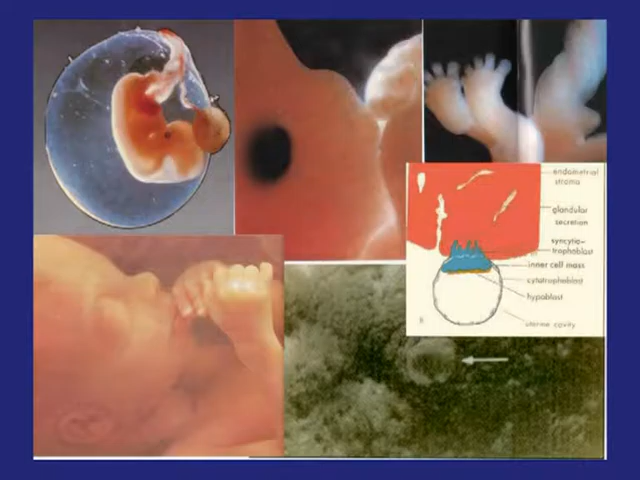 endometrial
stroma
glandular
secretion
syncytio-
trophoblast
inner cell mass
cytotrophoblast
hypoblast
uterine cavity